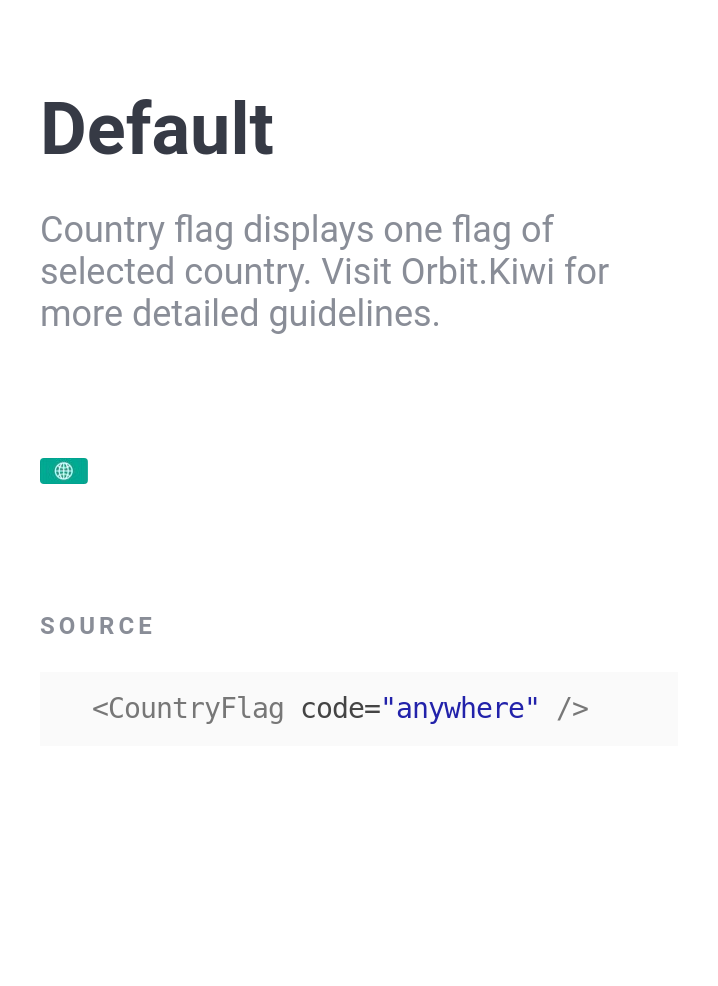 Default
Country flag displays one flag of
selected country. Visit Orbit.Kiwi for
more detailed guidelines.
SOURCE
<CountryFlag code="anywhere" />